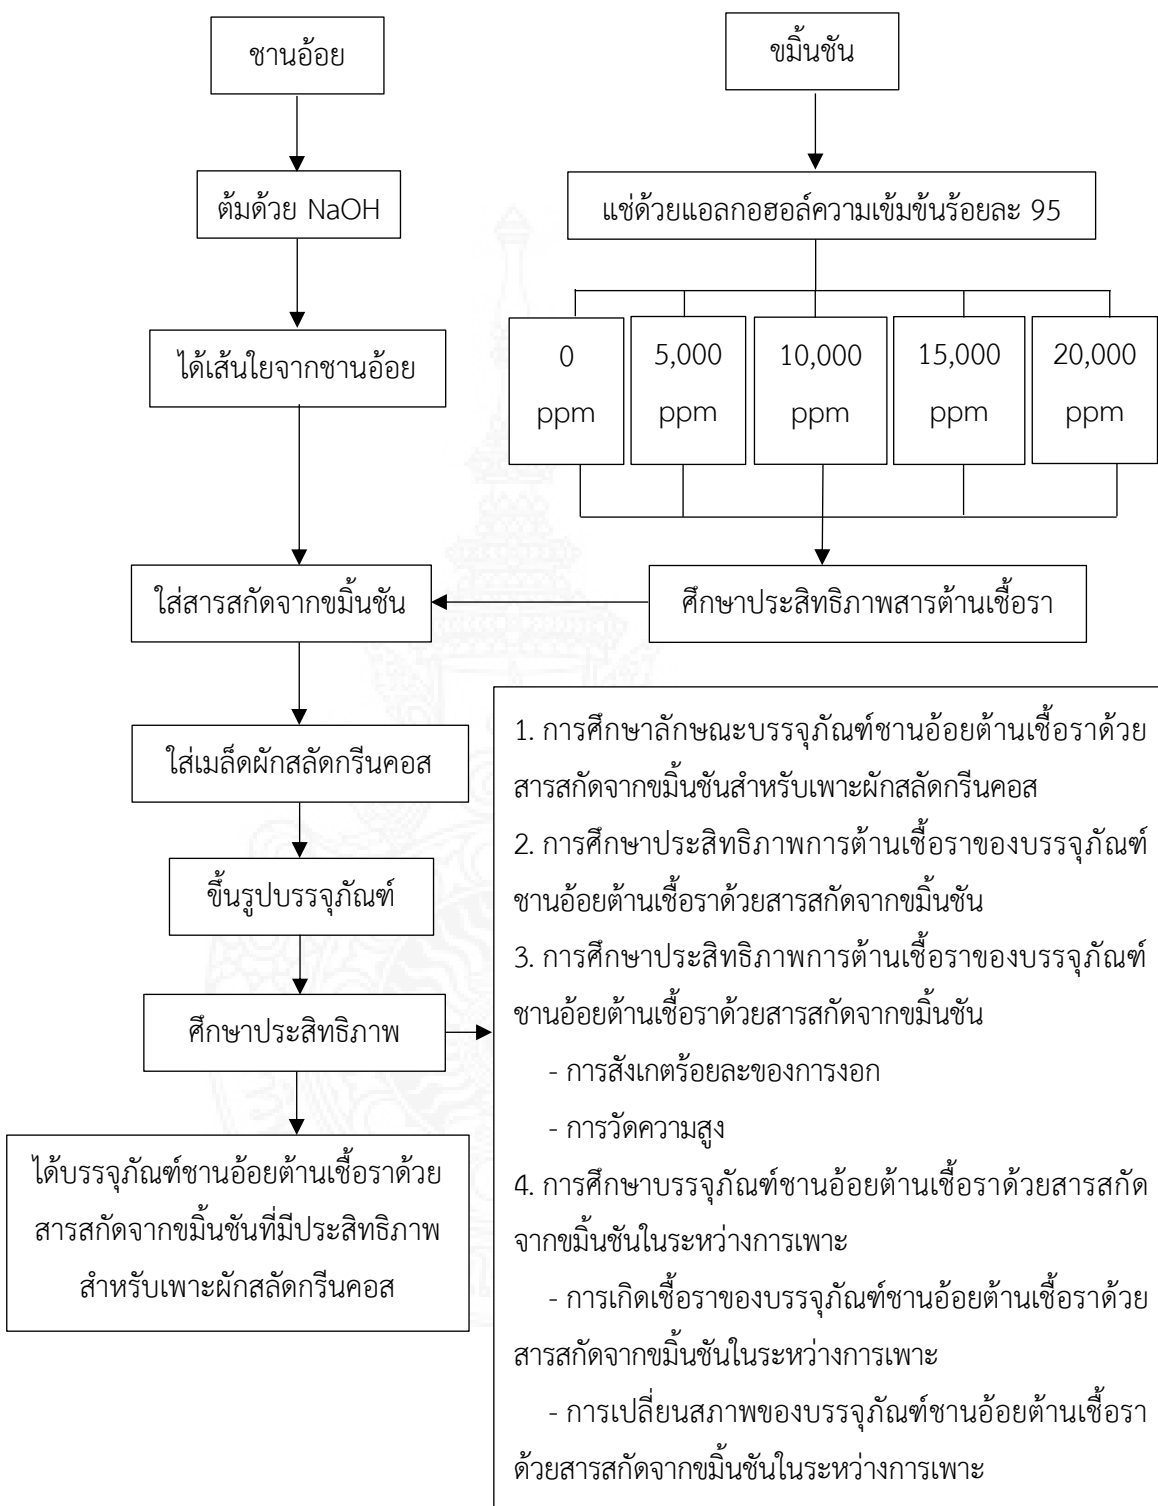 ชานอ้อย
ขมิ้นชัน
ต้มด้วย NaOH
แช่ด้วยแอลกอฮอล์ความเข้มข้นร้อยละ 95
ได้เส้นใยจากชานอ้อย
0
ppm
5,000
ppm
10,000
ppm
15,000
ppm
20,000
ppm
ใส่สารสกัดจากขมิ้นชัน
ศึกษาประสิทธิภาพสารต้านเชื้อรา
ใส่เมล็ดผักสลัดกรีนคอส
ขึ้นรูปบรรจุภัณฑ์
ศึกษาประสิทธิภาพ
ได้บรรจุภัณฑ์ชานอ้อยต้านเชื้อราด้วย
สารสกัดจากขมิ้นชันที่มีประสิทธิภาพ
สำหรับเพาะผักสลัดกรีนคอส
1. การศึกษาลักษณะบรรจุภัณฑ์ชานอ้อยต้านเชื้อราด้วย
สารสกัดจากขมิ้นชันสำหรับเพาะผักสลัดกรีนคอส
2. การศึกษาประสิทธิภาพการต้านเชื้อราของบรรจุภัณฑ์
ชานอ้อยต้านเชื้อราด้วยสารสกัดจากขมิ้นชัน
3. การศึกษาประสิทธิภาพการต้านเชื้อราของบรรจุภัณฑ์
ชานอ้อยต้านเชื้อราด้วยสารสกัดจากขมิ้นชัน
- การสังเกตร้อยละของการงอก
- การวัดความสูง
4. การศึกษาบรรจุภัณฑ์ชานอ้อยต้านเชื้อราด้วยสารสกัด
จากขมิ้นชันในระหว่างการเพาะ
- การเกิดเชื้อราของบรรจุภัณฑ์ชานอ้อยต้านเชื้อราด้วย
สารสกัดจากขมิ้นชันในระหว่างการเพาะ
- การเปลี่ยนสภาพของบรรจุภัณฑ์ชานอ้อยต้านเชื้อรา
ด้วยสารสกัดจากขมิ้นชันในระหว่างการเพาะ